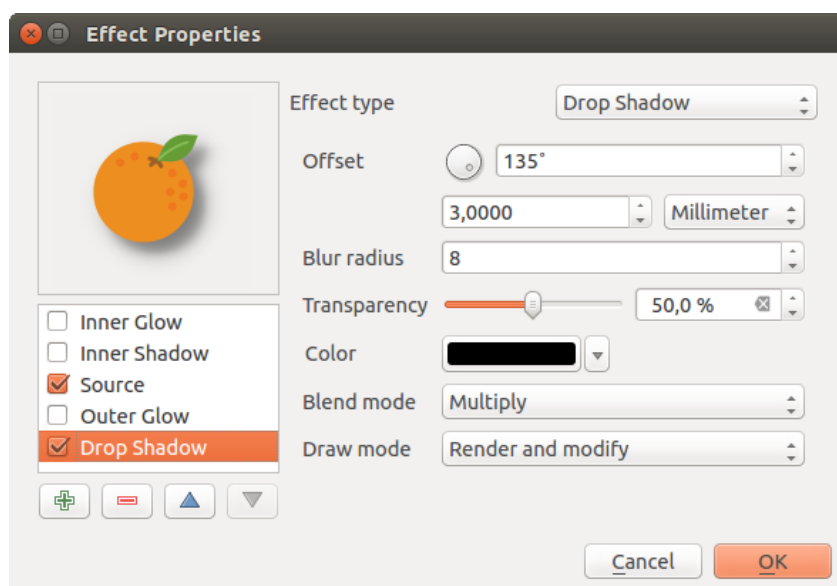 Effect Properties
Effect type
Drop Shadow
Offset
135°
3,0000
Millimeter
Blur radius
8
Transparency
50,0 %
Color
Blend mode
Multiply
Draw mode
Render and modify
Inner Glow
Inner Shadow
Source
Outer Glow
Drop Shadow
Cancel
OK